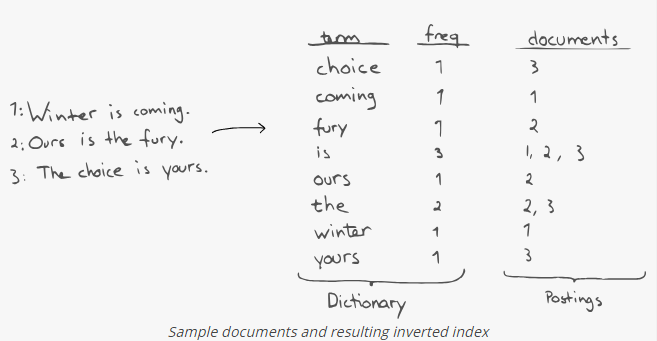 1: Winter is coming.
2: Ours is the fury.
3: The choice is yours.
term freq documents
choice 1 3
coming 1 1
fury 1 2
is 3 1, 2, 3
ours 1 2
the 2 2, 3
winter 1 1
yours 1 3
Dictionary Postings
Sample documents and resulting inverted index